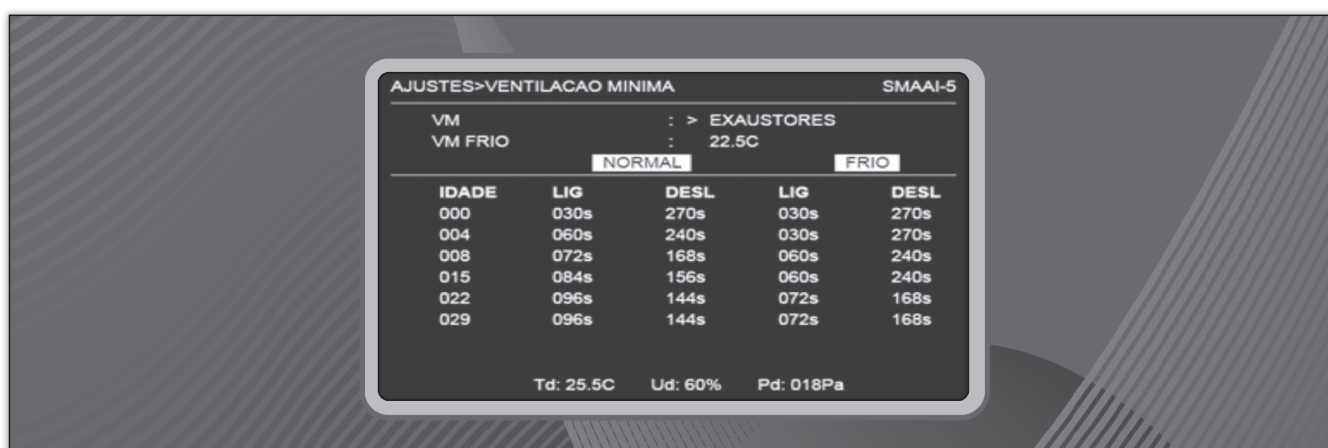 AJUSTES>VENTILACAO MINIMA SMAAI-5
VM : > EXAUSTORES
VM FRIO : 22.5C
NORMAL FRIO
IDADE LIG DESL LIG DESL
000 030s 270s 030s 270s
004 060s 240s 030s 270s
008 072s 168s 060s 240s
015 084s 156s 060s 240s
022 096s 144s 072s 168s
029 096s 144s 072s 168s
Td: 25.5C Ud: 60% Pd: 018Pa